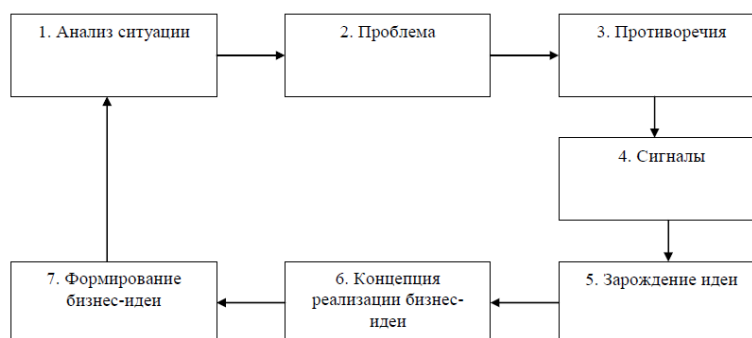 1. Анализ ситуации
2. Проблема
3. Противоречия
4. Сигналы
5. Зарождение идеи
6. Концепция
реализации бизнес-
идеи
7. Формирование
бизнес-идеи